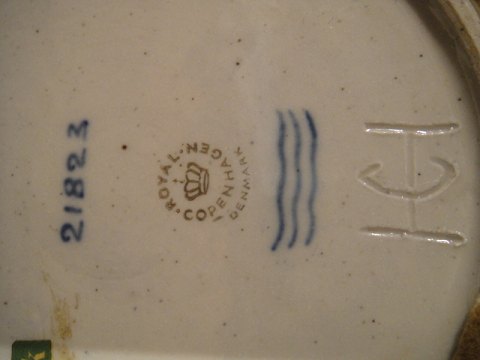 21823
ROYAL · COPENHAGEN ·
DENMARK